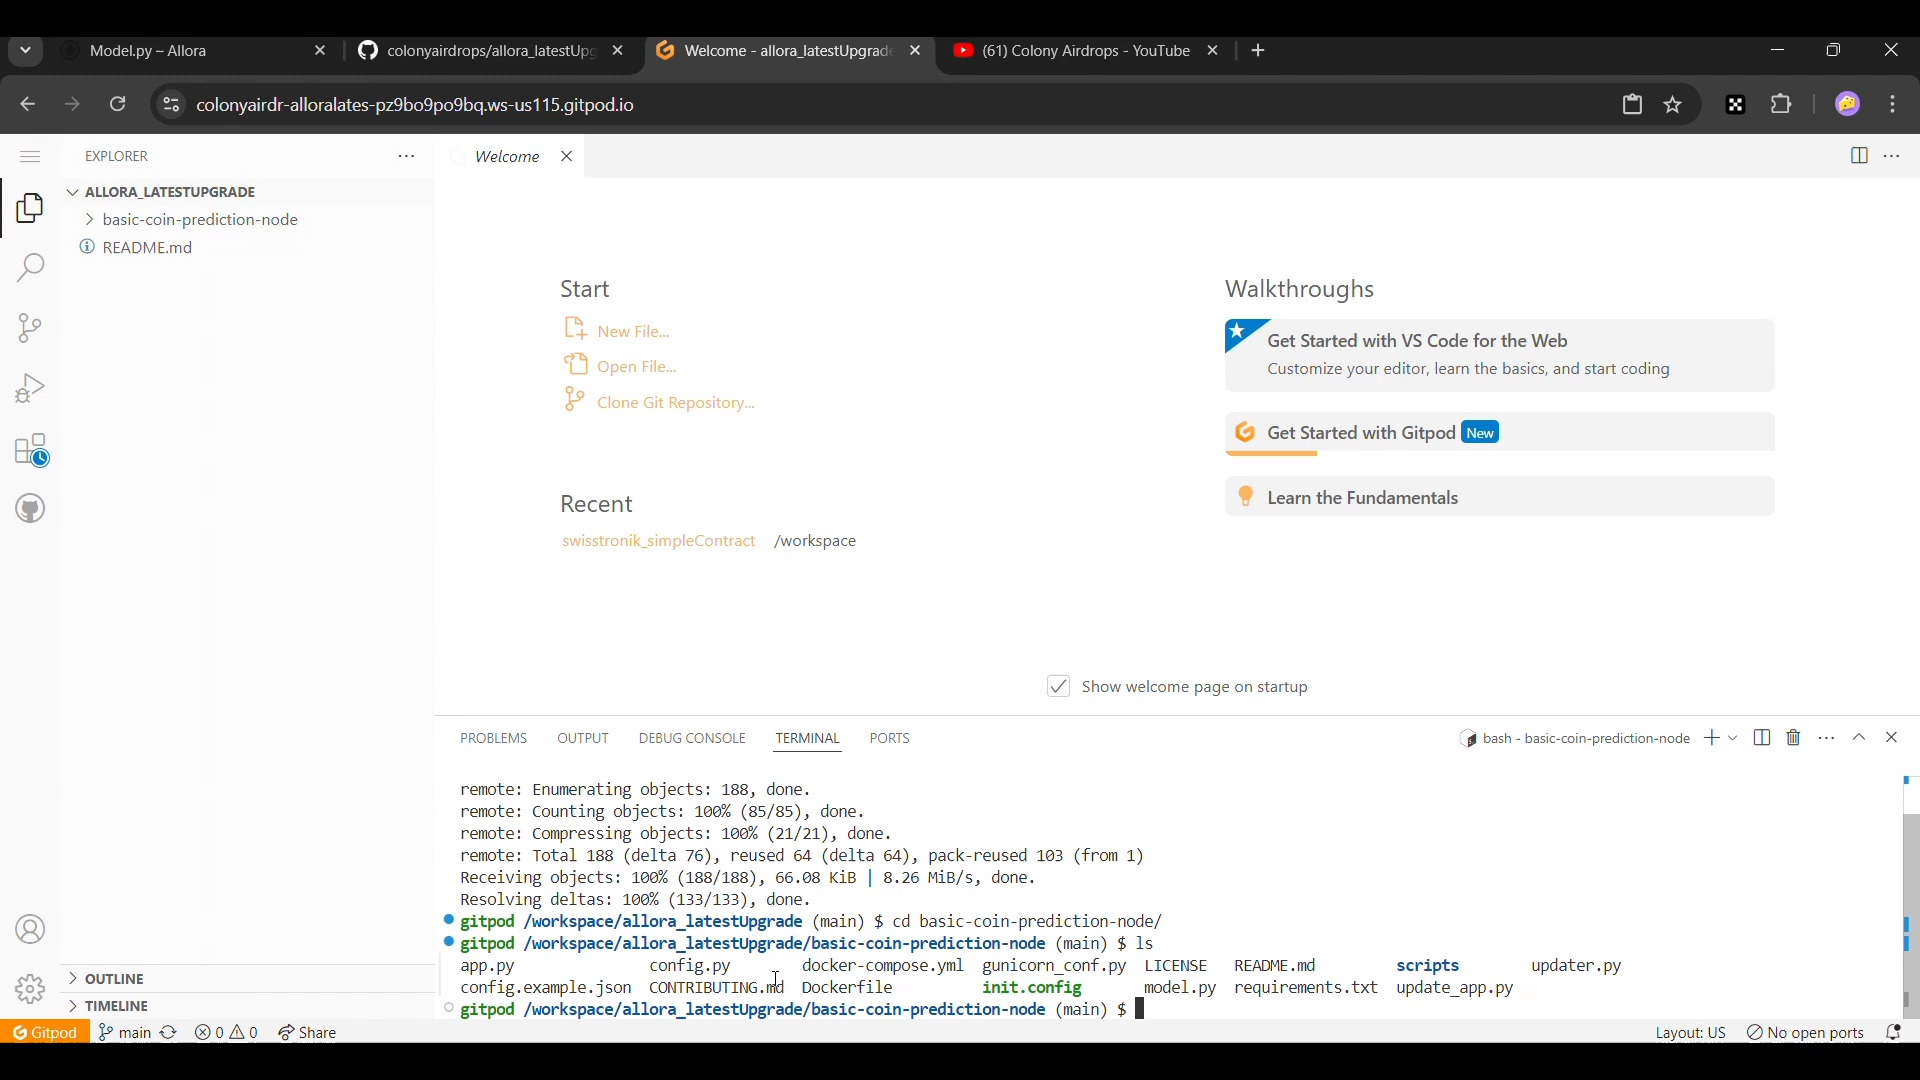 Model.py – Allora
colonyairdrops/allora_latestUpg
Welcome - allora_latestUpgrade
(61) Colony Airdrops - YouTube
colonyairdr-alloralates-pz9bo9po9bq.ws-us115.gitpod.io
EXPLORER
Welcome
ALLORA_LATESTUPGRADE
basic-coin-prediction-node
README.md
Start
New File...
Open File...
Clone Git Repository...
Recent
swisstronik_simpleContract /workspace
Walkthroughs
Get Started with VS Code for the Web
Customize your editor, learn the basics, and start coding
Get Started with Gitpod New
Learn the Fundamentals
Show welcome page on startup
PROBLEMS OUTPUT DEBUG CONSOLE TERMINAL PORTS
bash - basic-coin-prediction-node
remote: Enumerating objects: 188, done.
remote: Counting objects: 100% (85/85), done.
remote: Compressing objects: 100% (21/21), done.
remote: Total 188 (delta 76), reused 64 (delta 64), pack-reused 103 (from 1)
Receiving objects: 100% (188/188), 66.08 KiB | 8.26 MiB/s, done.
Resolving deltas: 100% (133/133), done.
gitpod /workspace/allora_latestUpgrade (main) $ cd basic-coin-prediction-node/
gitpod /workspace/allora_latestUpgrade/basic-coin-prediction-node (main) $ ls
app.py config.py docker-compose.yml gunicorn_conf.py LICENSE README.md scripts updater.py
config.example.json CONTRIBUTING.md Dockerfile init.config model.py requirements.txt update_app.py
gitpod /workspace/allora_latestUpgrade/basic-coin-prediction-node (main) $
OUTLINE
TIMELINE
Gitpod main 0 0 Share
Layout: US No open ports